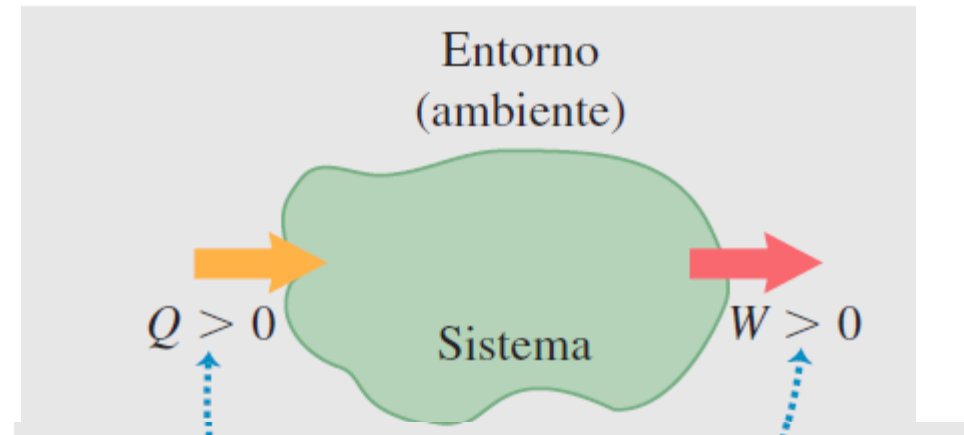 Entorno
(ambiente)
Q > 0
Sistema
W > 0